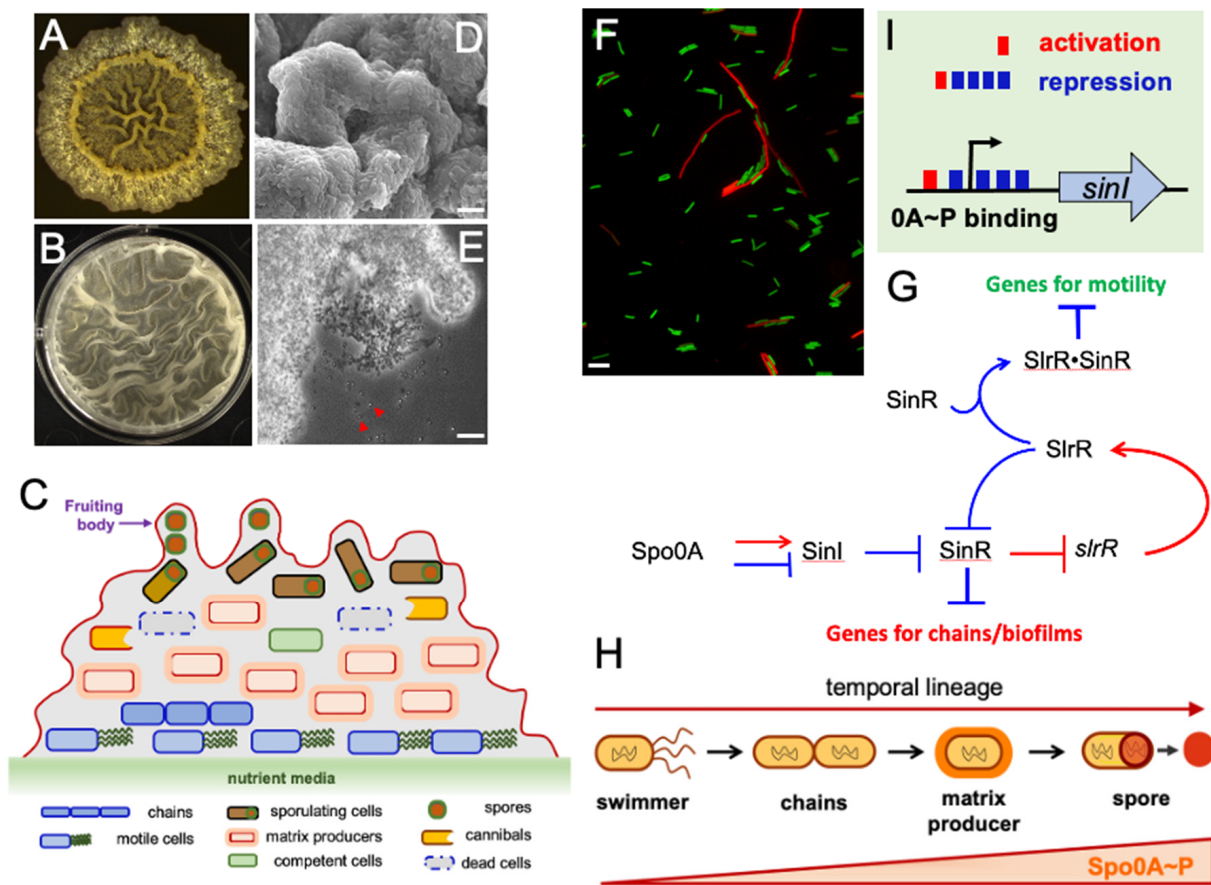 A
D
B
E
C
Fruiting
body
nutrient media
chains
sporulating cells
spores
motile cells
matrix producers
cannibals
competent cells
dead cells
F
I
activation
repression
sinI
0A~P binding
G
Genes for motility
SlrR•SinR
SinR
SlrR
Spo0A
SinI
SinR
slrR
Genes for chains/biofilms
H
temporal lineage
swimmer
chains
matrix
producer
spore
Spo0A~P